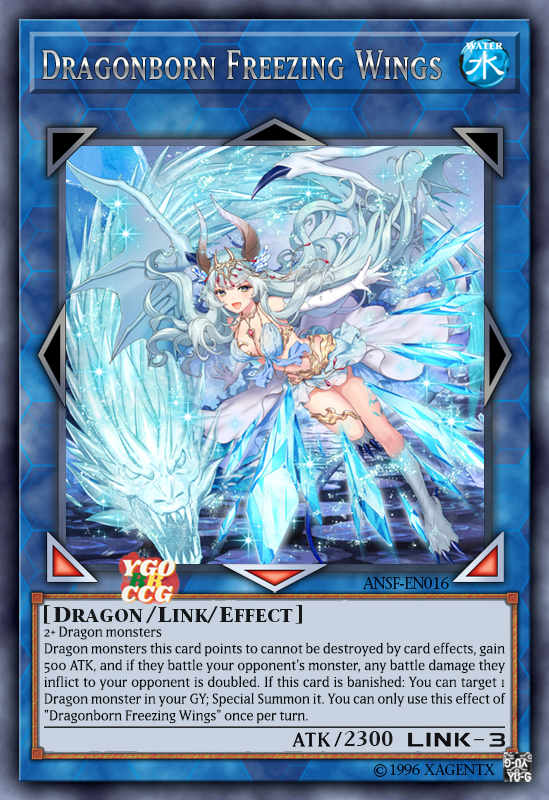 DRAGONBORN FREEZING WINGS
WATER
水
YGO
CCG
ANSF-EN016
[DRAGON/LINK/EFFECT]
2+ Dragon monsters
Dragon monsters this card points to cannot be destroyed by card effects, gain
500 ATK, and if they battle your opponent's monster, any battle damage they
inflict to your opponent is doubled. If this card is banished: You can target 1
Dragon monster in your GY; Special Summon it. You can only use this effect of
"Dragonborn Freezing Wings" once per turn.
ATK/2300 LINK-3
©1996 XAGENTX